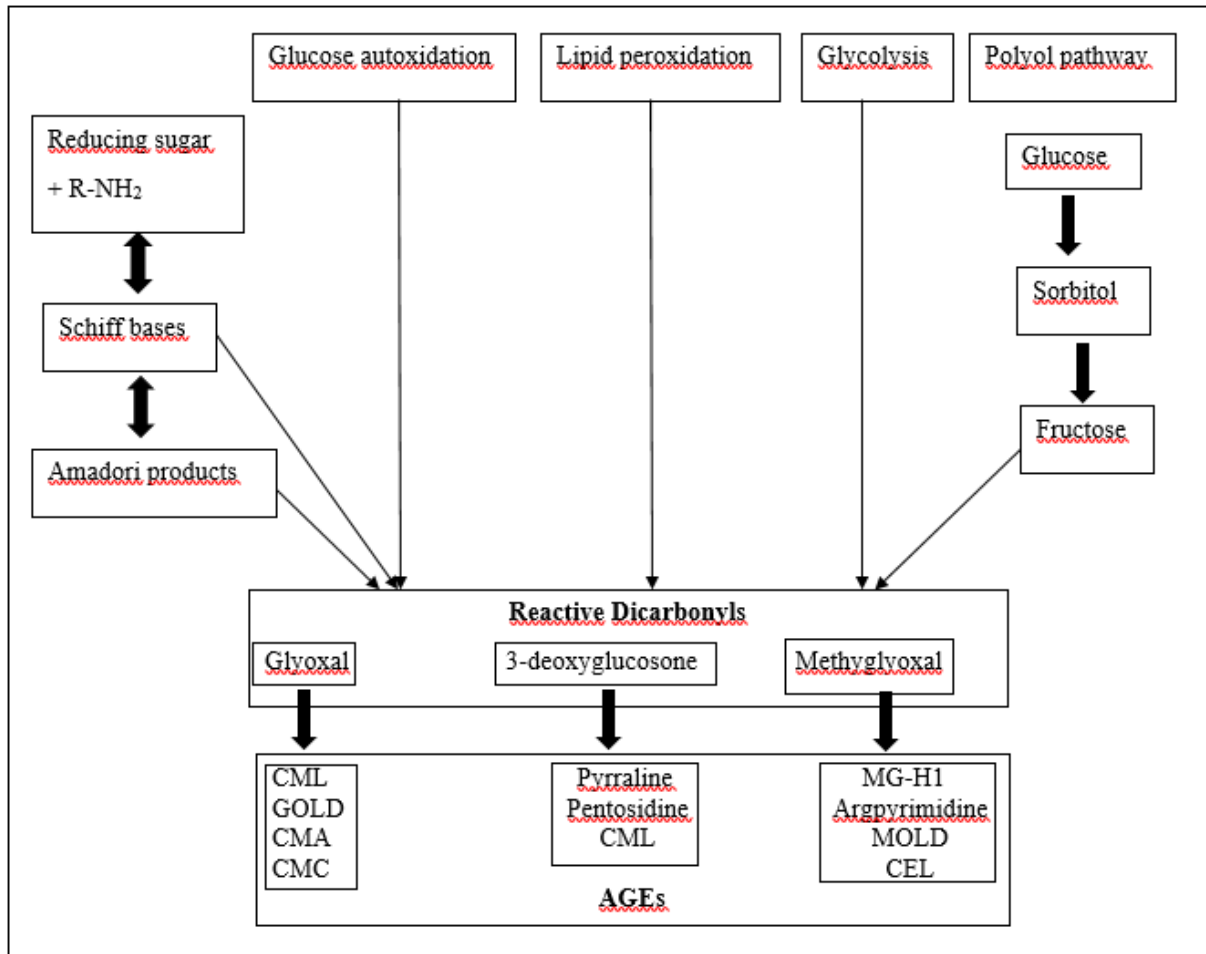 Glucose autoxidation
Lipid peroxidation
Glycolysis
Polyol pathway
Reducing sugar
+ R-NH₂
Glucose
Schiff bases
Sorbitol
Amadori products
Fructose
Reactive Dicarbonyls
Glyoxal
3-deoxyglucosone
Methyglyoxal
CML
GOLD
CMA
CMC
Pyrraline
Pentosidine
CML
MG-H1
Argpyrimidine
MOLD
CEL
AGEs